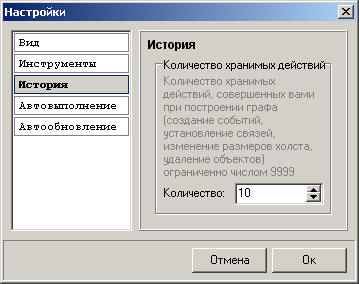 Настройки
Вид
Инструменты
История
Автовыполнение
Автообновление
История
Количество хранимых действий
Количество хранимых
действий, совершенных вами
при построении графа
(создание событий,
установление связей,
изменение размеров холста,
удаление объектов)
ограниченно числом 9999
Количество: 10
Отмена
Ок